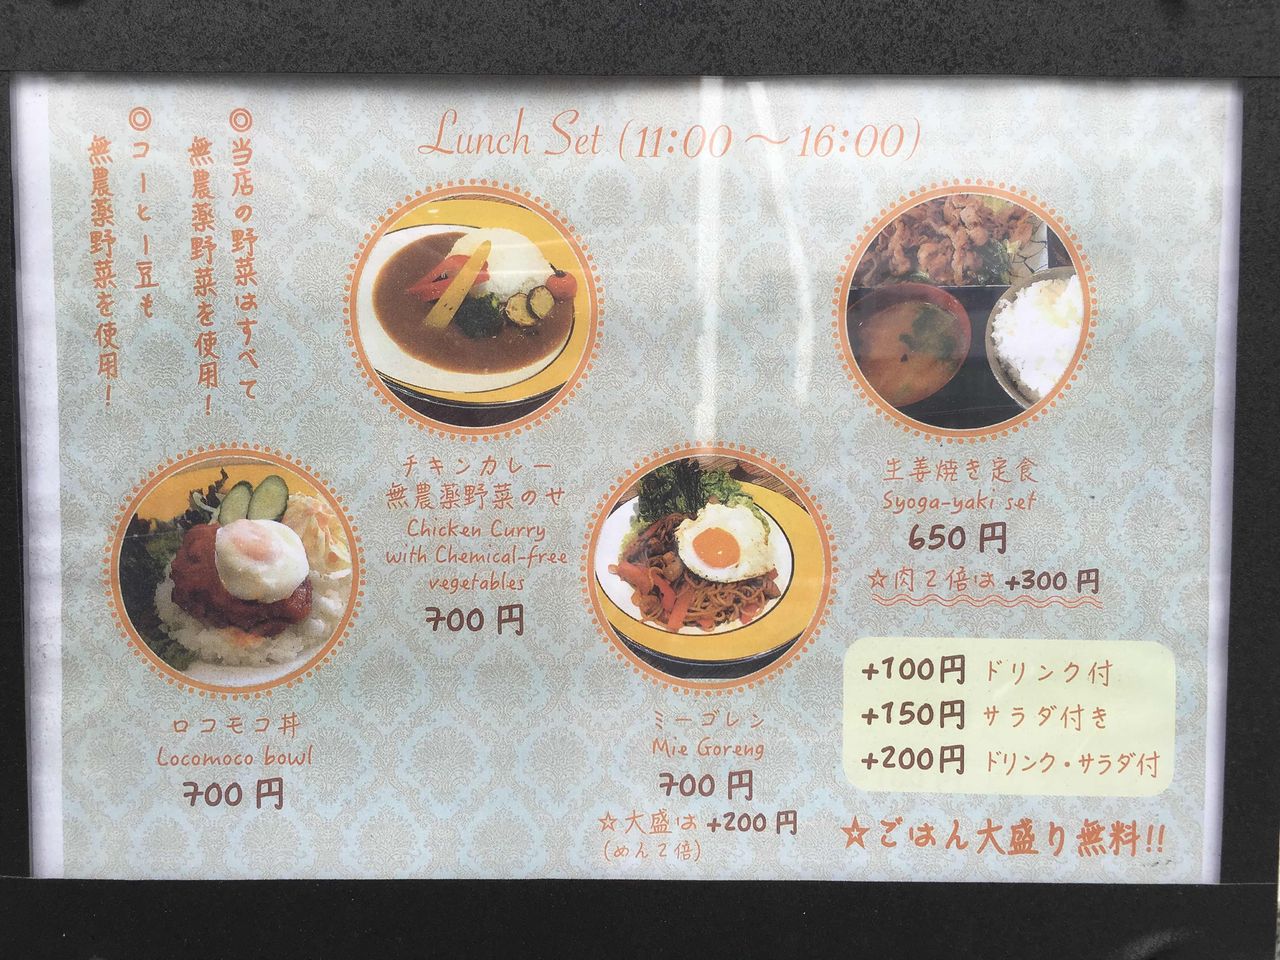 Lunch Set (11:00〜16:00)
◎当店の野菜はすべて
無農薬野菜を使用!
◎コーヒー豆も
無農薬野菜を使用!
チキンカレー
無農薬野菜のせ
Chicken Curry
with Chemical-free
vegetables
700円
生姜焼き定食
Syoga-yaki set
650円
☆肉2倍は+300円
ロコモコ丼
Locomoco bowl
700円
ミーゴレン
Mie Goreng
700円
☆大盛は+200円
(めん2倍)
+100円 ドリンク付
+150円 サラダ付き
+200円 ドリンク・サラダ付
☆ごはん大盛り無料!!